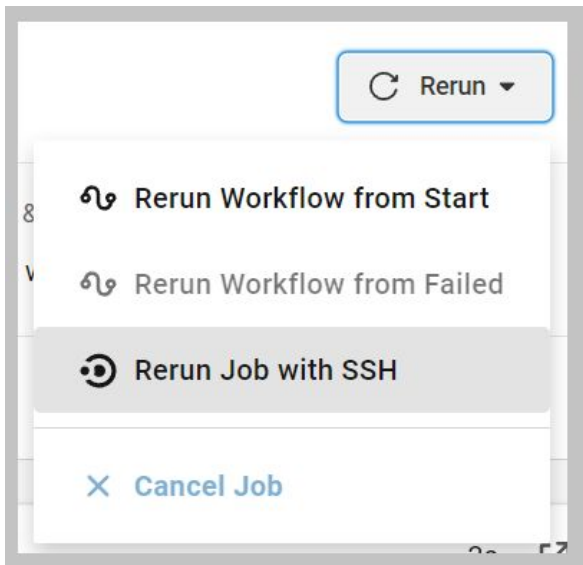 Rerun
&
Rerun Workflow from Start
Rerun Workflow from Failed
Rerun Job with SSH
Cancel Job